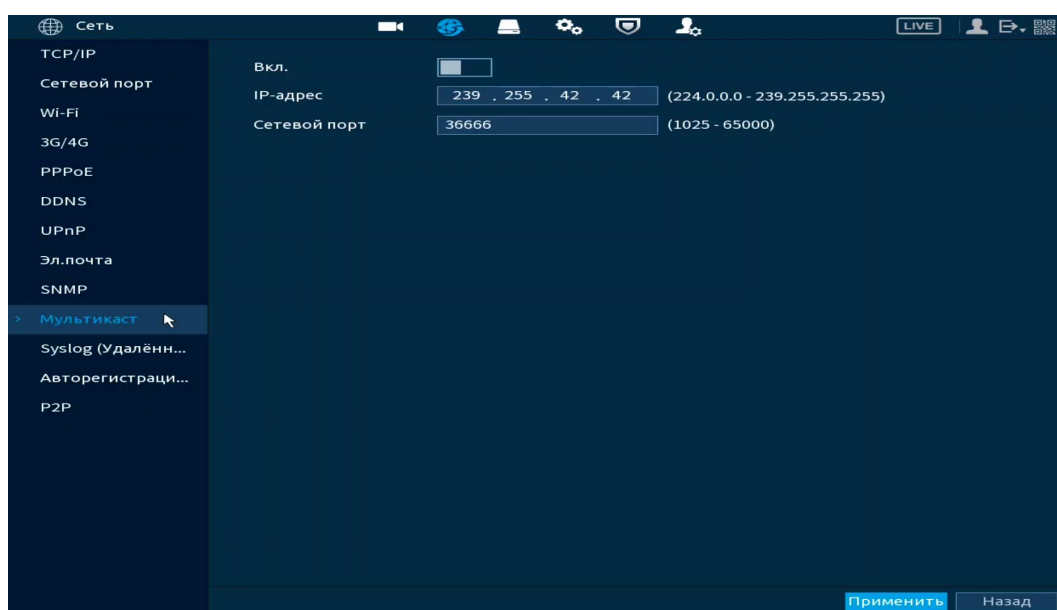 Сеть
LIVE
TCP/IP
Сетевой порт
Wi-Fi
3G/4G
PPPoE
DDNS
UPnP
Эл.почта
SNMP
> Мультикаст
Syslog (Удалённ...
Авторегистраци...
P2P
Вкл.
IP-адрес 239 . 255 . 42 . 42 (224.0.0.0 - 239.255.255.255)
Сетевой порт 36666 (1025 - 65000)
Применить Назад